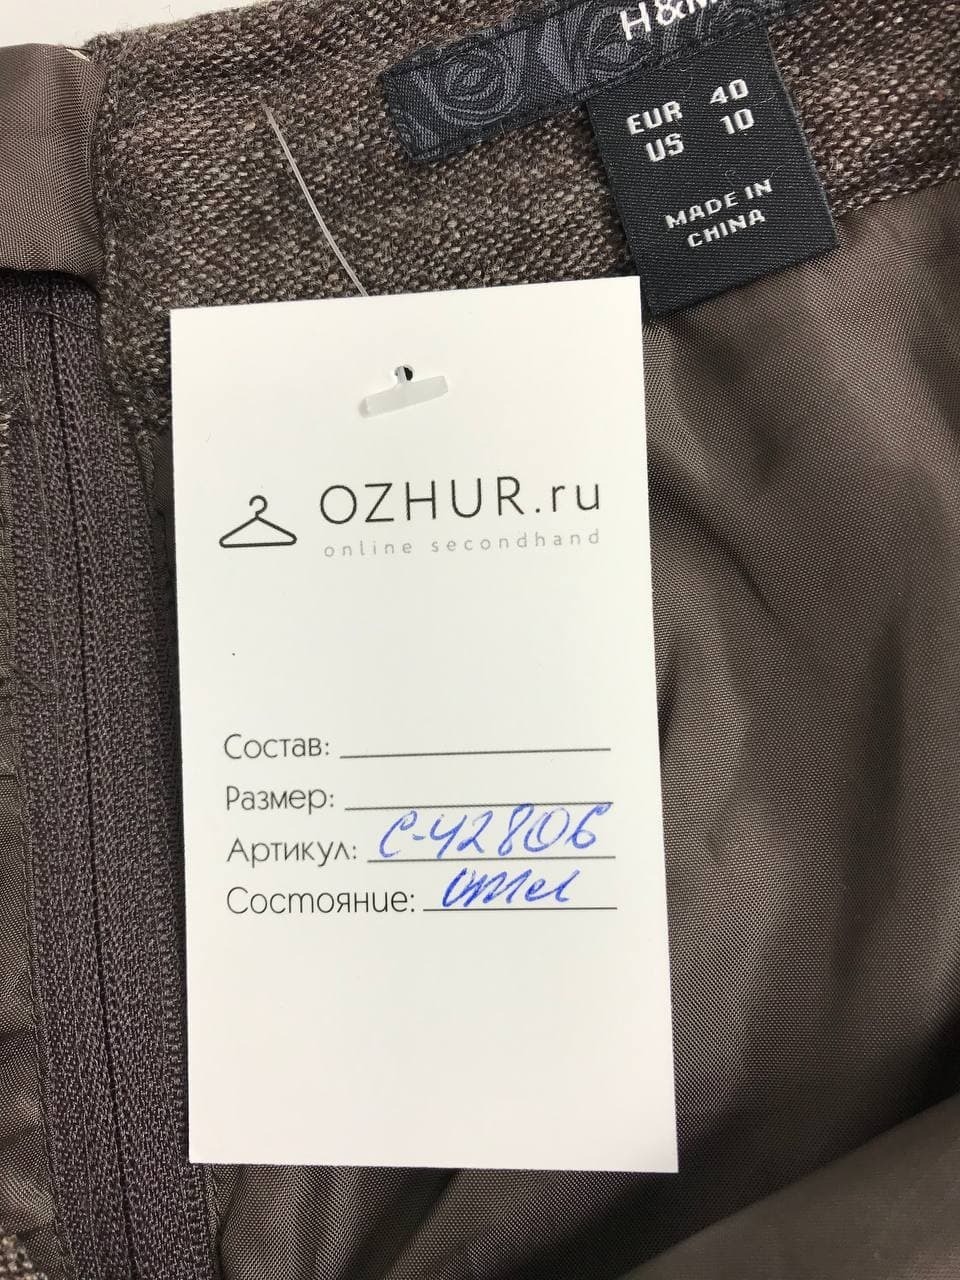 H&M
EUR 40
US 10
MADE IN
CHINA
OZHUR.ru
online secondhand
Состав:
Размер:
Артикул: С-42806
Состояние: отл